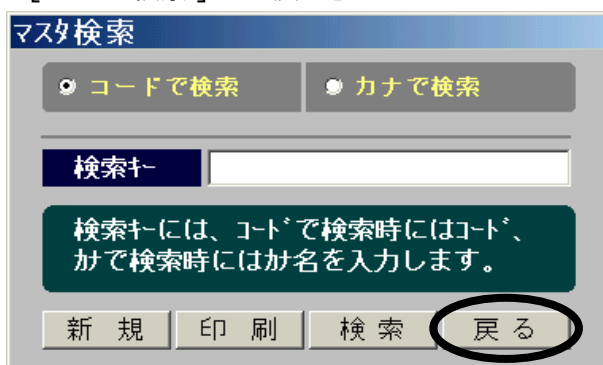 ﾏｽﾀ検索
コードで検索
カナで検索
検索ｷｰ
検索ｷｰには、ｺｰﾄﾞで検索時にはｺｰﾄﾞ、
ｶﾅで検索時にはｶﾅ名を入力します。
新 規
印 刷
検 索
戻 る